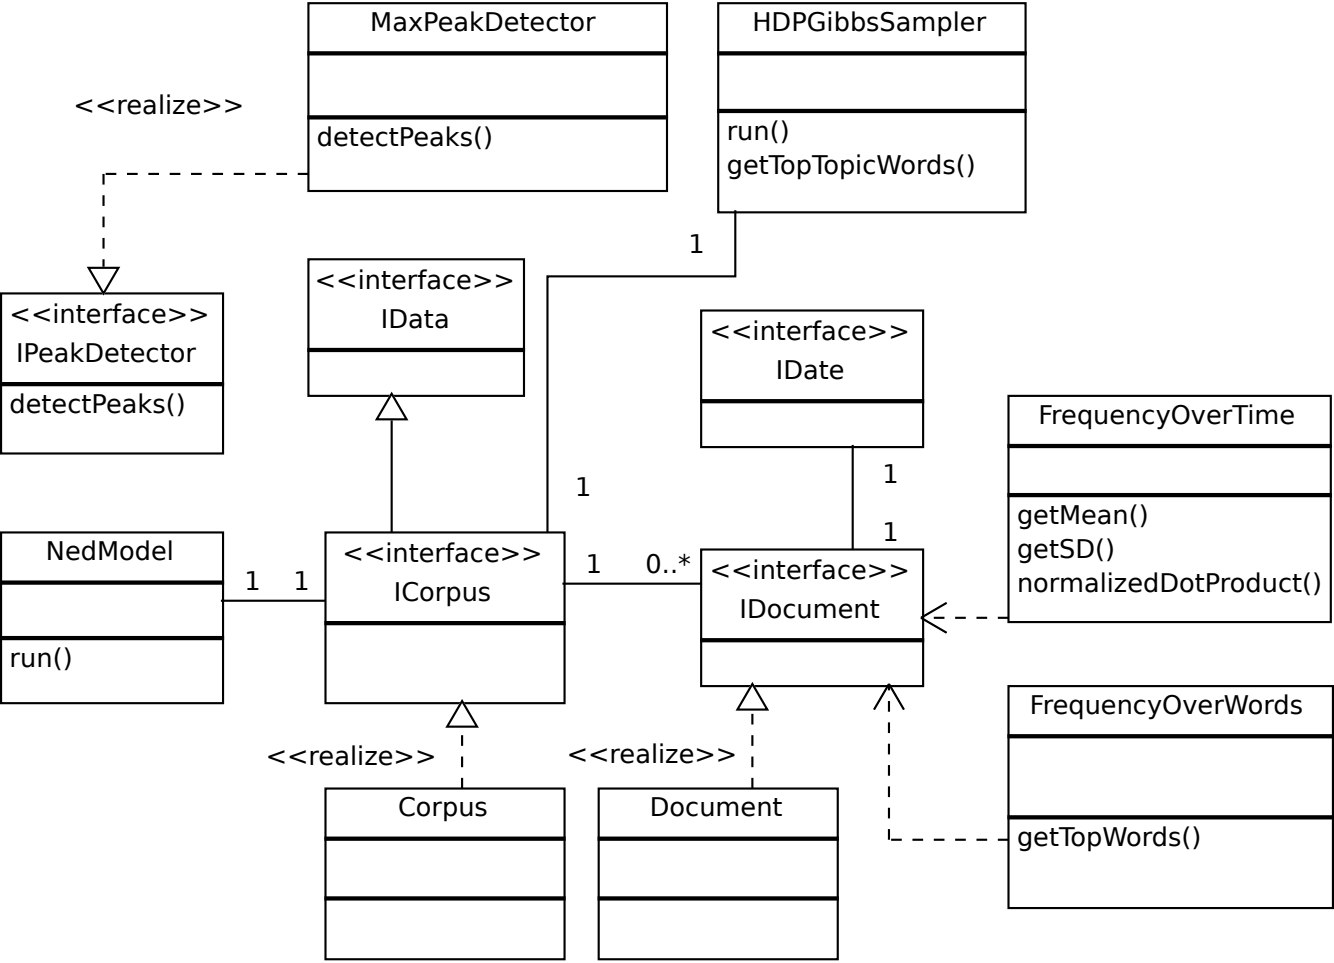 MaxPeakDetector
detectPeaks()
HDPGibbsSampler
run()
getTopTopicWords()
<<realize>>
1
<<interface>>
IData
<<interface>>
IPeakDetector
detectPeaks()
<<interface>>
IDate
1
1
FrequencyOverTime
getMean()
getSD()
normalizedDotProduct()
1
NedModel
run()
1
1
<<interface>>
ICorpus
1
0..*
<<interface>>
IDocument
<<realize>>
<<realize>>
FrequencyOverWords
getTopWords()
Corpus
Document